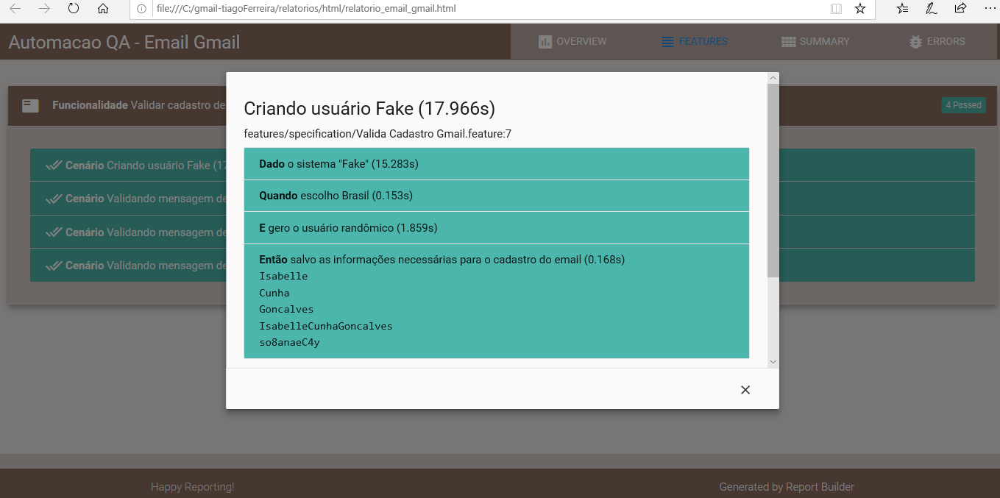 file:///C:/gmail-tiagoFerreira/relatorios/html/relatorio_email_gmail.html
Automacao QA - Email Gmail
OVERVIEW
FEATURES
SUMMARY
ERRORS
Funcionalidade Validar cadastro de
4 Passed
Cenário Criando usuário Fake (17
Cenário Validando mensagem de
Cenário Validando mensagem de
Cenário Validando mensagem de
Criando usuário Fake (17.966s)
features/specification/Valida Cadastro Gmail.feature:7
Dado o sistema "Fake" (15.283s)
Quando escolho Brasil (0.153s)
E gero o usuário randômico (1.859s)
Então salvo as informações necessárias para o cadastro do email (0.168s)
Isabelle
Cunha
Goncalves
IsabelleCunhaGoncalves
so8anaeC4y
Happy Reporting!
Generated by Report Builder